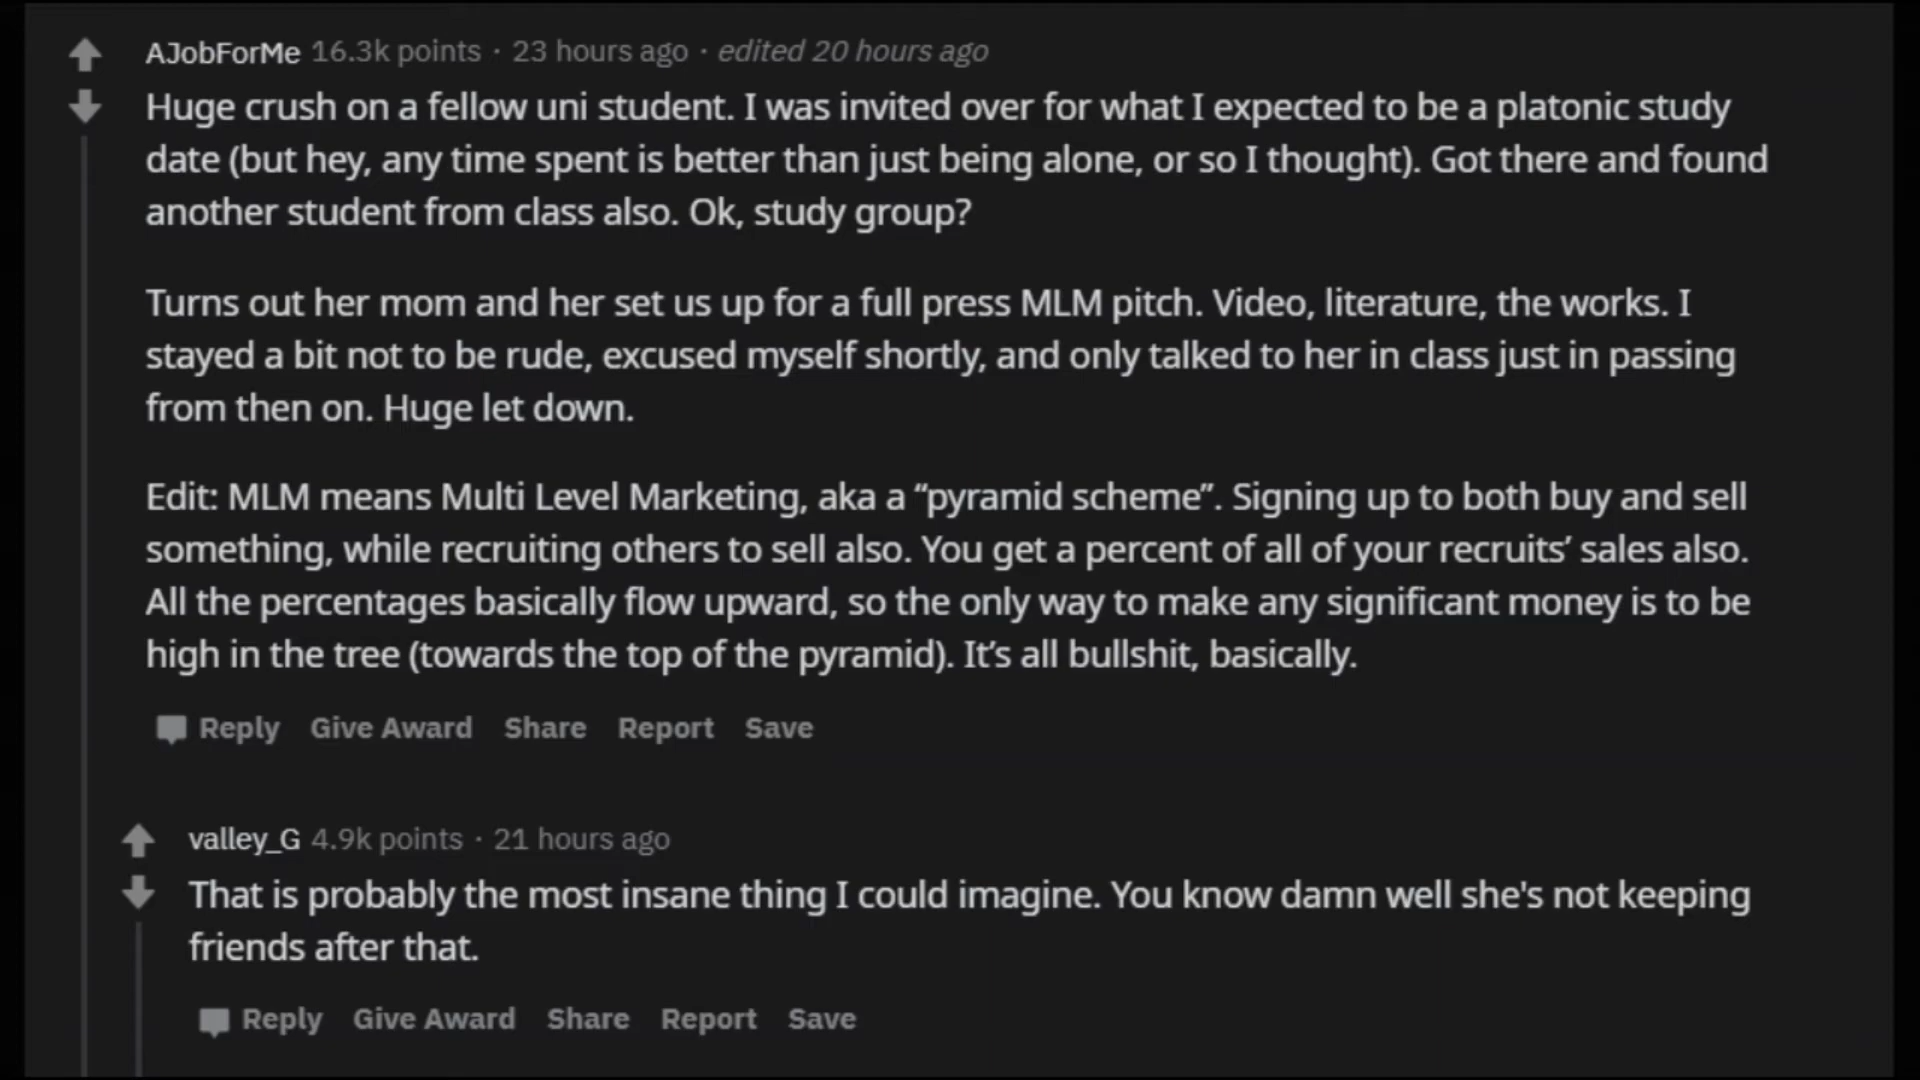 AJobForMe 16.3k points · 23 hours ago · edited 20 hours ago
Huge crush on a fellow uni student. I was invited over for what I expected to be a platonic study
date (but hey, any time spent is better than just being alone, or so I thought). Got there and found
another student from class also. Ok, study group?
Turns out her mom and her set us up for a full press MLM pitch. Video, literature, the works. I
stayed a bit not to be rude, excused myself shortly, and only talked to her in class just in passing
from then on. Huge let down.
Edit: MLM means Multi Level Marketing, aka a “pyramid scheme”. Signing up to both buy and sell
something, while recruiting others to sell also. You get a percent of all of your recruits’ sales also.
All the percentages basically flow upward, so the only way to make any significant money is to be
high in the tree (towards the top of the pyramid). It’s all bullshit, basically.
Reply Give Award Share Report Save
valley_G 4.9k points · 21 hours ago
That is probably the most insane thing I could imagine. You know damn well she's not keeping
friends after that.
Reply Give Award Share Report Save